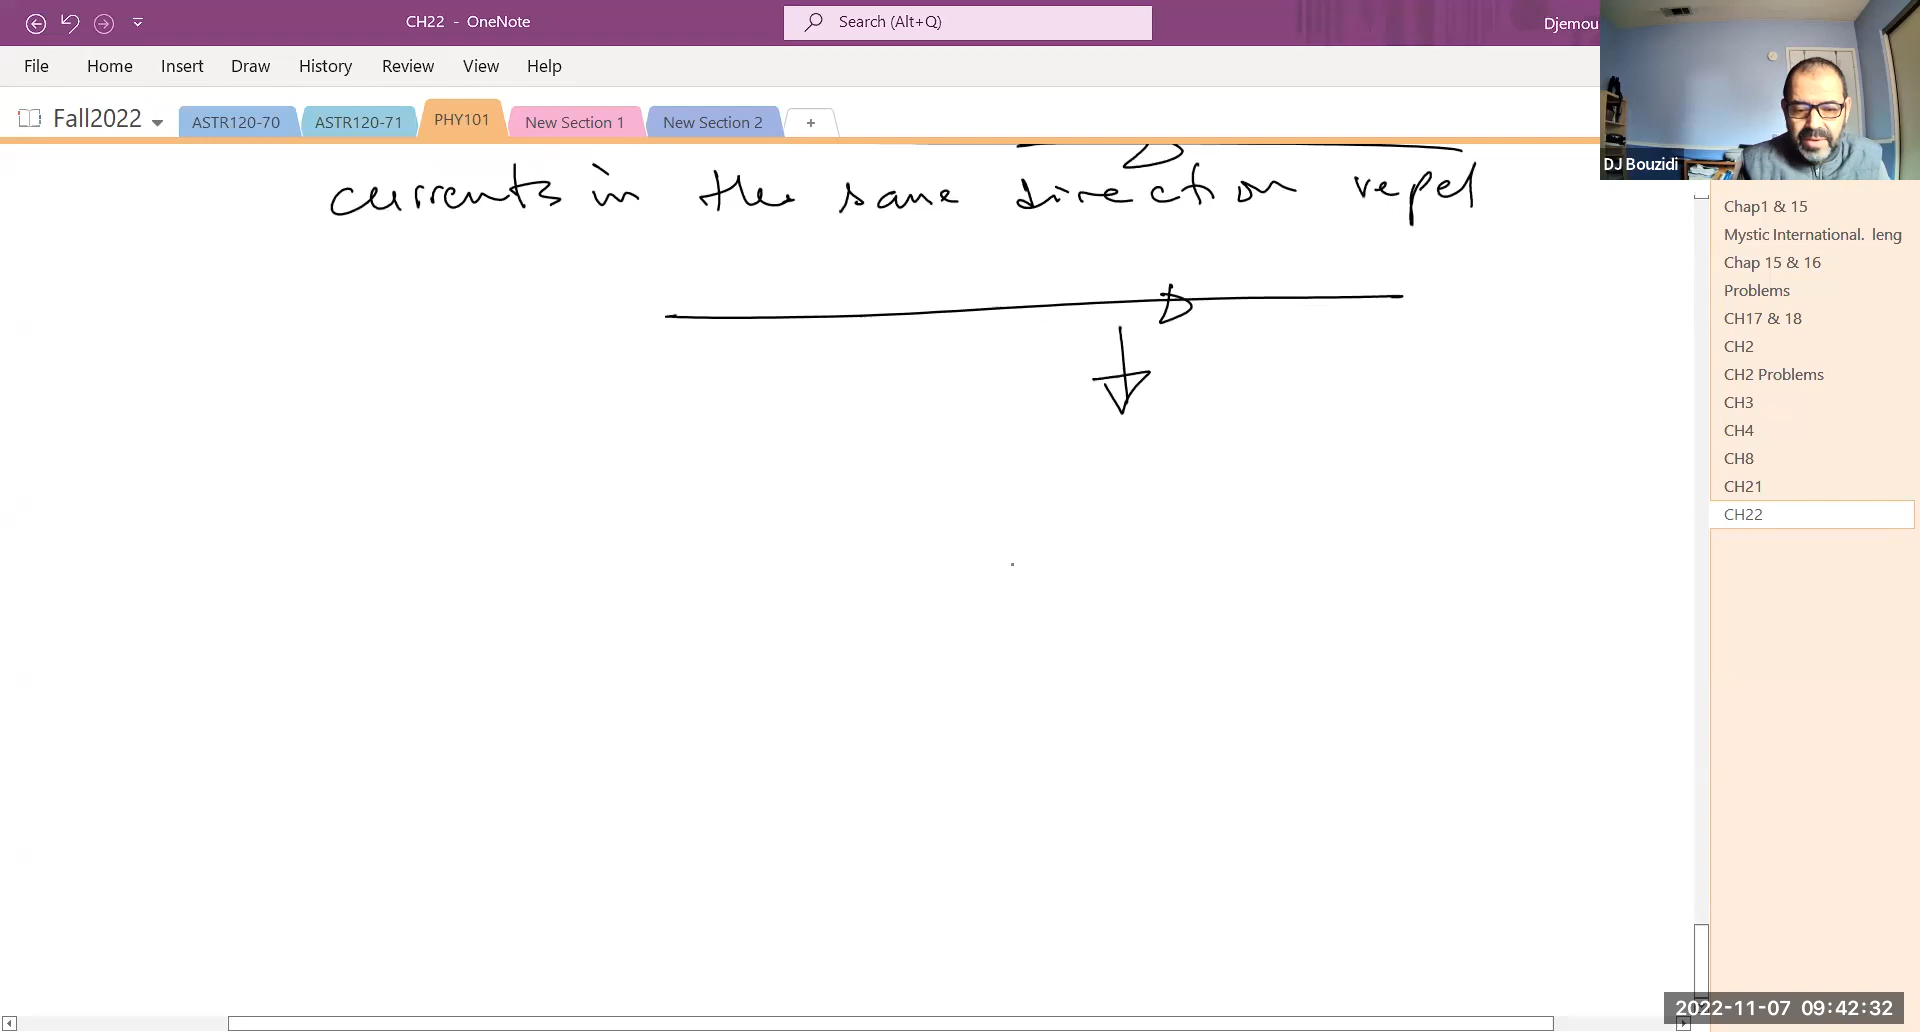 CH22 - OneNote
Search (Alt+Q)
Djemou
File Home Insert Draw History Review View Help
Fall2022 ASTR120-70 ASTR120-71 PHY101 New Section 1 New Section 2 +
DJ Bouzidi
currents in the same direction repel
Chap1 & 15
Mystic International. leng
Chap 15 & 16
Problems
CH17 & 18
CH2
CH2 Problems
CH3
CH4
CH8
CH21
CH22
2022-11-07 09:42:32